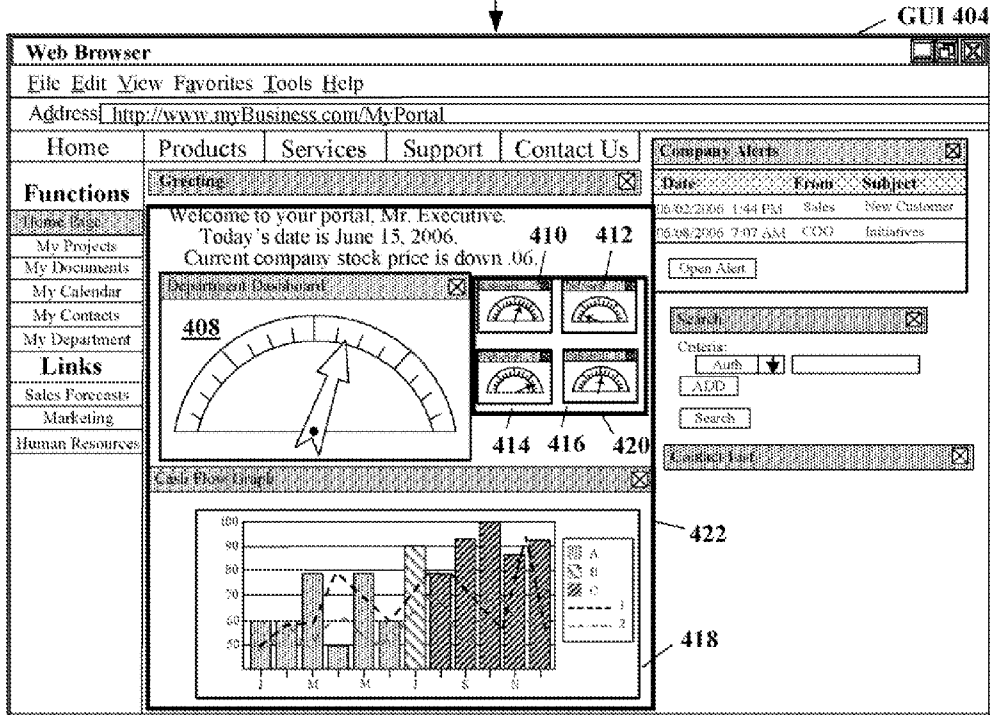 GUI 404
Web Browser
File Edit View Favorites Tools Help
Address http://www.myBusiness.com/MyPortal
Home Products Services Support Contact Us
Functions
Home Page
My Projects
My Documents
My Calendar
My Contacts
My Department
Links
Sales Forecasts
Marketing
Human Resources
Greeting
Welcome to your portal, Mr. Executive.
Today's date is June 15, 2006.
Current company stock price is down .06.
410 412
Department Dashboard
408
414 416 420
Cash Flow Graph
422
100
90
80
70
60
50
J M M J S N
A
B
C
1
2
418
Company Alerts
Date From Subject
06/02/2006 1:44 PM Sales New Customer
06/08/2006 7:07 AM COO Initiatives
Open Alert
Search
Criteria:
Auth
ADD
Search
Contact List